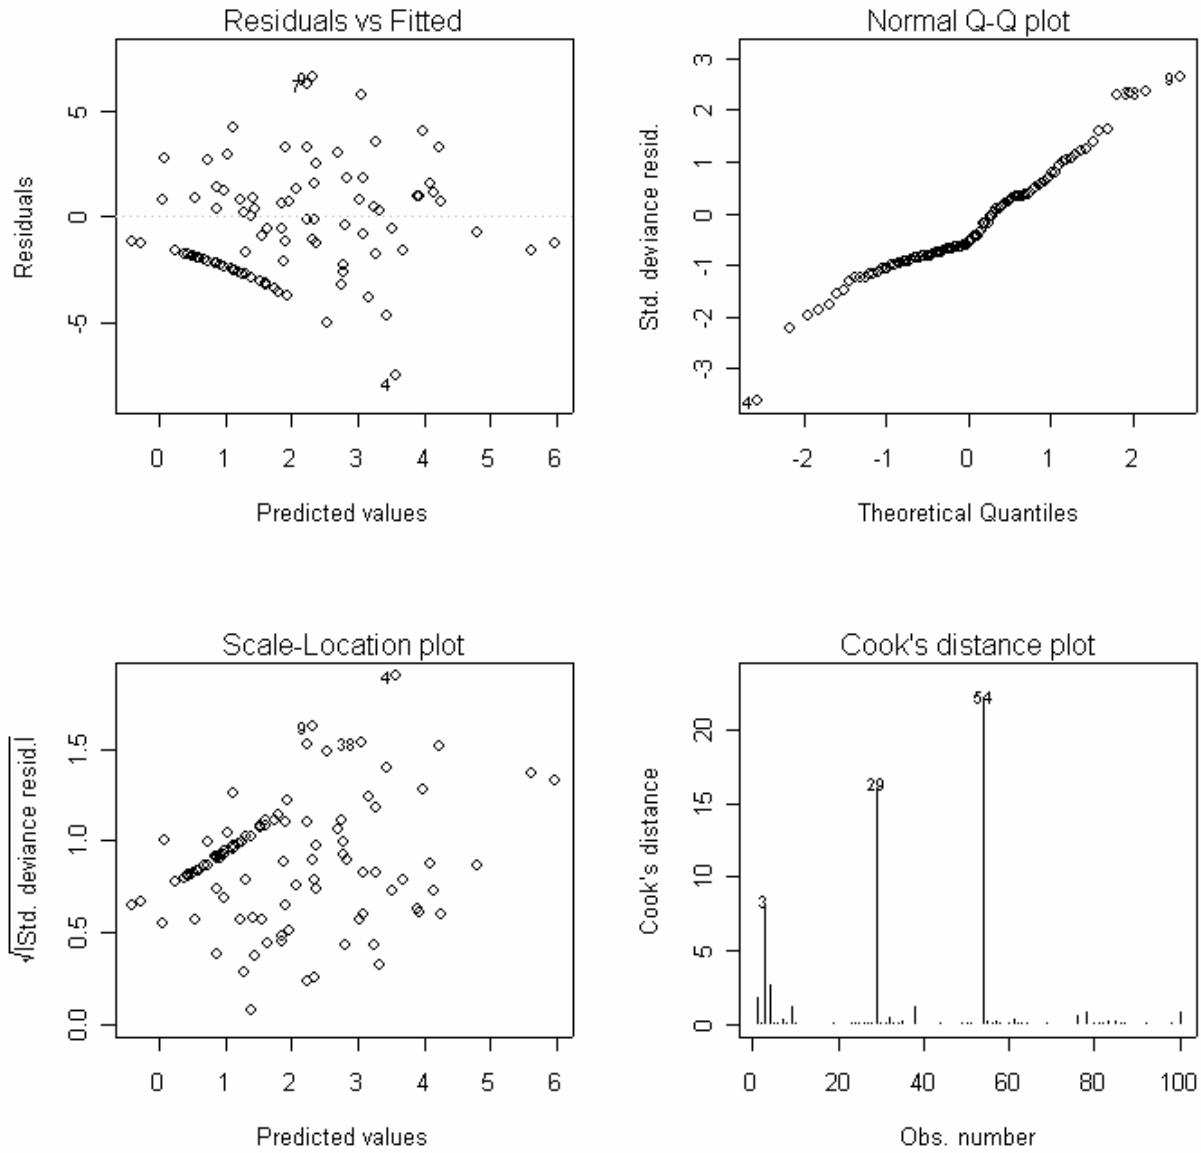 Residuals vs Fitted
Residuals
5
0
-5
7
9
4
0 1 2 3 4 5 6
Predicted values
Normal Q-Q plot
Std. deviance resid.
3
2
1
0
-1
-2
-3
9
4
-2 -1 0 1 2
Theoretical Quantiles
Scale-Location plot
√|Std. deviance resid.|
1.5
1.0
0.5
0.0
4
9
38
0 1 2 3 4 5 6
Predicted values
Cook's distance plot
Cook's distance
20
15
10
5
0
3
29
54
0 20 40 60 80 100
Obs. number